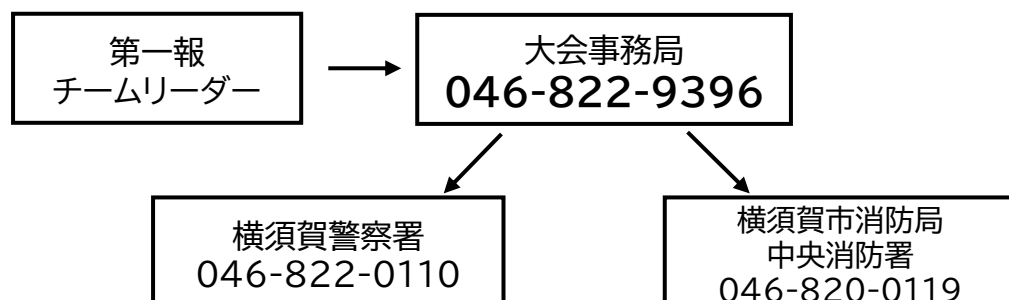 第一報
チームリーダー
大会事務局
046-822-9396
横須賀警察署
046-822-0110
横須賀市消防局
中央消防署
046-820-0119